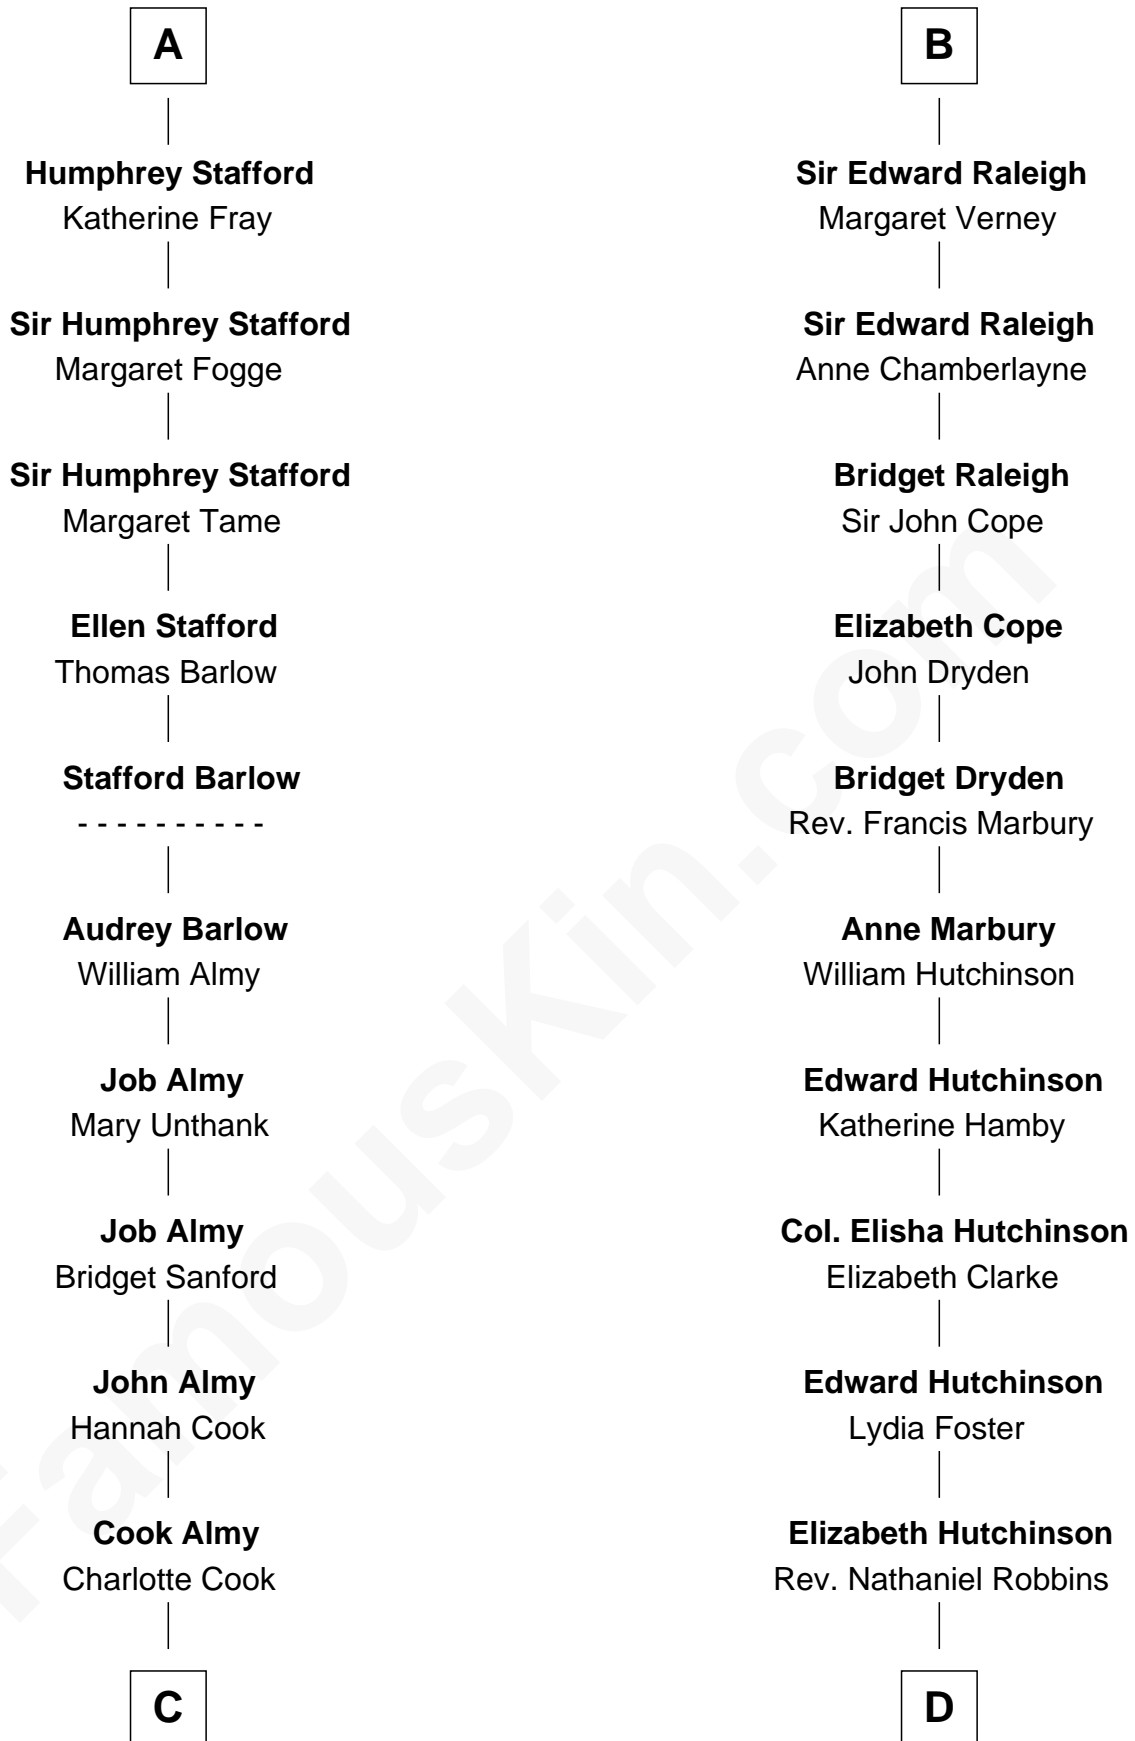 A
Humphrey Stafford
Katherine Fray
Sir Humphrey Stafford
Margaret Fogge
Sir Humphrey Stafford
Margaret Tame
Ellen Stafford
Thomas Barlow
Stafford Barlow
- - - - - - - - - -
Audrey Barlow
William Almy
Job Almy
Mary Unthank
Job Almy
Bridget Sanford
John Almy
Hannah Cook
Cook Almy
Charlotte Cook
C
B
Sir Edward Raleigh
Margaret Verney
Sir Edward Raleigh
Anne Chamberlayne
Bridget Raleigh
Sir John Cope
Elizabeth Cope
John Dryden
Bridget Dryden
Rev. Francis Marbury
Anne Marbury
William Hutchinson
Edward Hutchinson
Katherine Hamby
Col. Elisha Hutchinson
Elizabeth Clarke
Edward Hutchinson
Lydia Foster
Elizabeth Hutchinson
Rev. Nathaniel Robbins
D
FamousKin.com